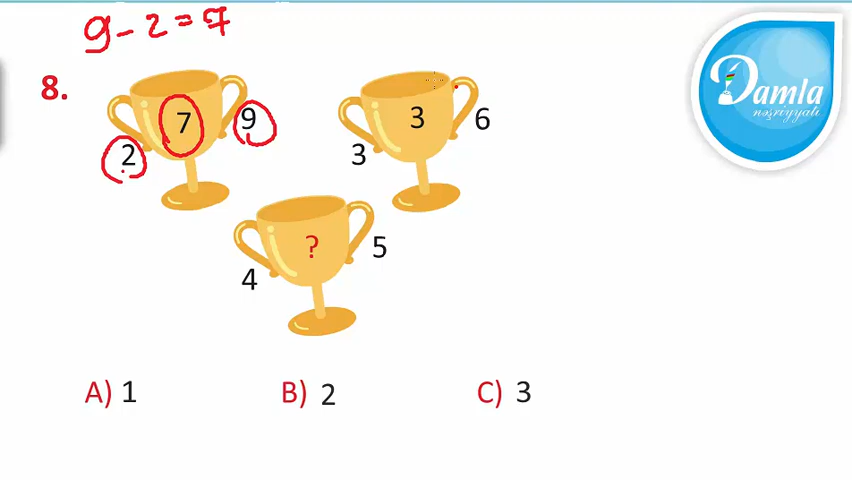 9 - 2 = 7
8.
7
9
2
3
6
3
?
5
4
A) 1
B) 2
C) 3
Damla
nəşriyyatı